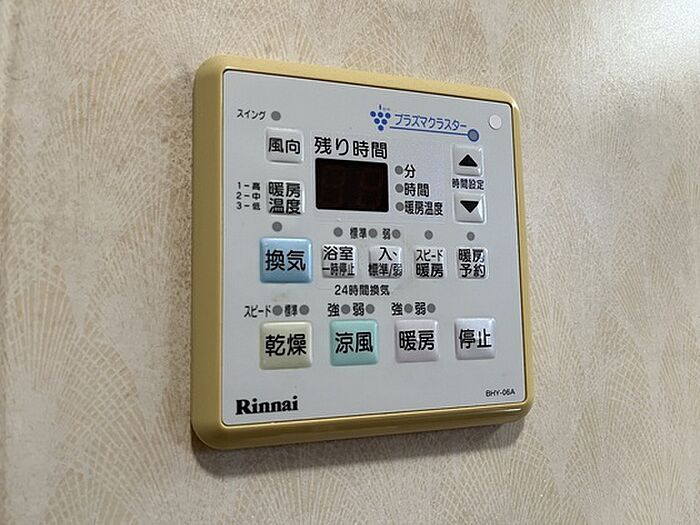 スイング
プラズマクラスター
風向
残り時間
分
時間
暖房温度
時間設定
1-高
2-中
3-低
暖房
温度
標準 弱
換気
浴室
一時停止
入、
標準/弱
スピード
暖房
暖房
予約
24時間換気
スピード 標準
強 弱
強 弱
乾燥
涼風
暖房
停止
Rinnai
BHY-06A